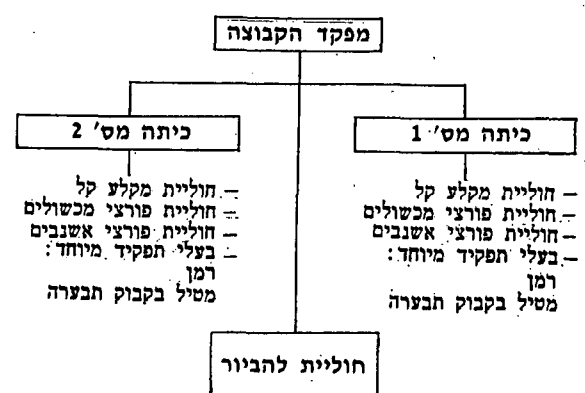 מפקד הקבוצה
כיתה מס' 1
– חוליית מקלע קל
– חוליית פורצי מכשולים
– חוליית פורצי אשנבים
– בעלי תפקיד מיוחד:
רמן
מטיל בקבוק תבערה
כיתה מס' 2
– חוליית מקלע קל
– חוליית פורצי מכשולים
– חוליית פורצי אשנבים
– בעלי תפקיד מיוחד:
רמן
מטיל בקבוק תבערה
חוליית להביור